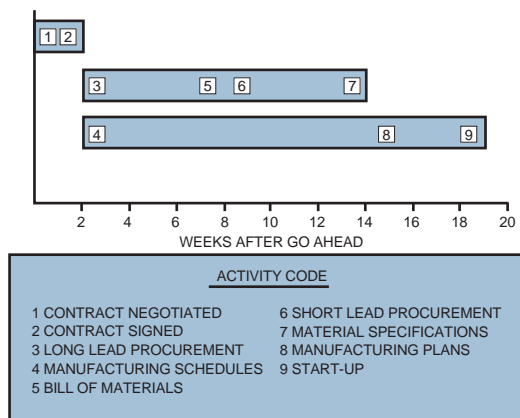 1 2
3 5 6 7
4 8 9
2 4 6 8 10 12 14 16 18 20
WEEKS AFTER GO AHEAD
ACTIVITY CODE
1 CONTRACT NEGOTIATED
2 CONTRACT SIGNED
3 LONG LEAD PROCUREMENT
4 MANUFACTURING SCHEDULES
5 BILL OF MATERIALS
6 SHORT LEAD PROCUREMENT
7 MATERIAL SPECIFICATIONS
8 MANUFACTURING PLANS
9 START-UP